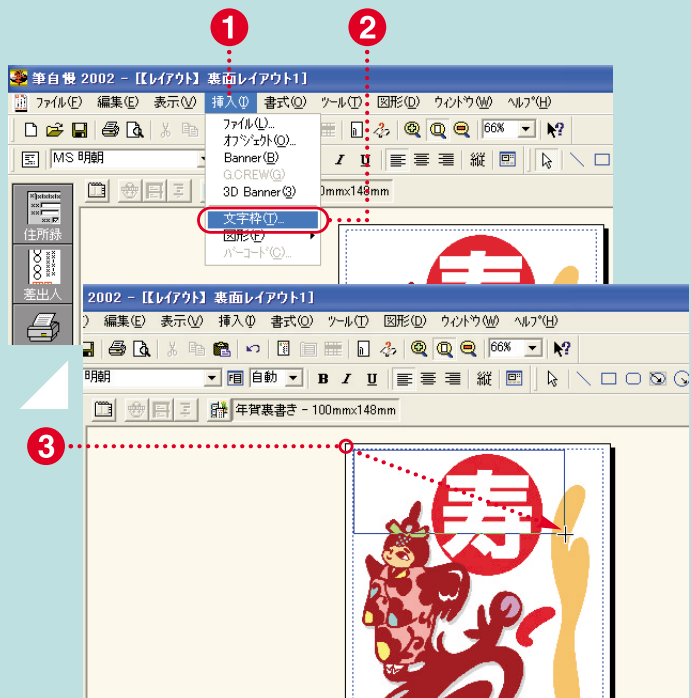 1 2
筆自慢 2002 - [【レイアウト】裏面レイアウト1]
ファイル(F) 編集(E) 表示(V) 挿入(I) 書式(O) ツール(T) 図形(D) ウィンドウ(W) ヘルプ(H)
66%
MS 明朝
縦
ファイル(L)...
オブジェクト(O)...
Banner(B)
G.CREW(G)
3D Banner(3)
文字枠(T)...
図形(F)
バーコード(C)...
0mmx148mm
住所録
差出人
寿
2002 - [【レイアウト】裏面レイアウト1]
) 編集(E) 表示(V) 挿入(I) 書式(O) ツール(T) 図形(D) ウィンドウ(W) ヘルプ(H)
66%
明朝 自動 B I U 縦
年賀裏書き - 100mmx148mm
3
寿